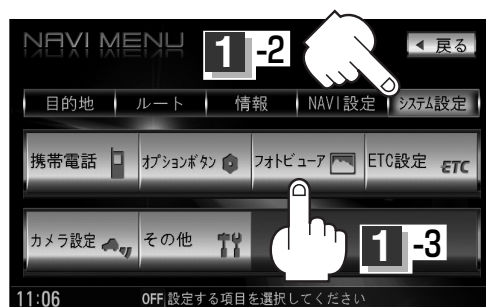 NAVI MENU 1 -2 ◀ 戻る
目的地 ルート 情報 NAVI設定 システム設定
携帯電話 オプションボタン フォトビューア ETC設定 ETC
カメラ設定 その他 1 -3
11:06 OFF 設定する項目を選択してください